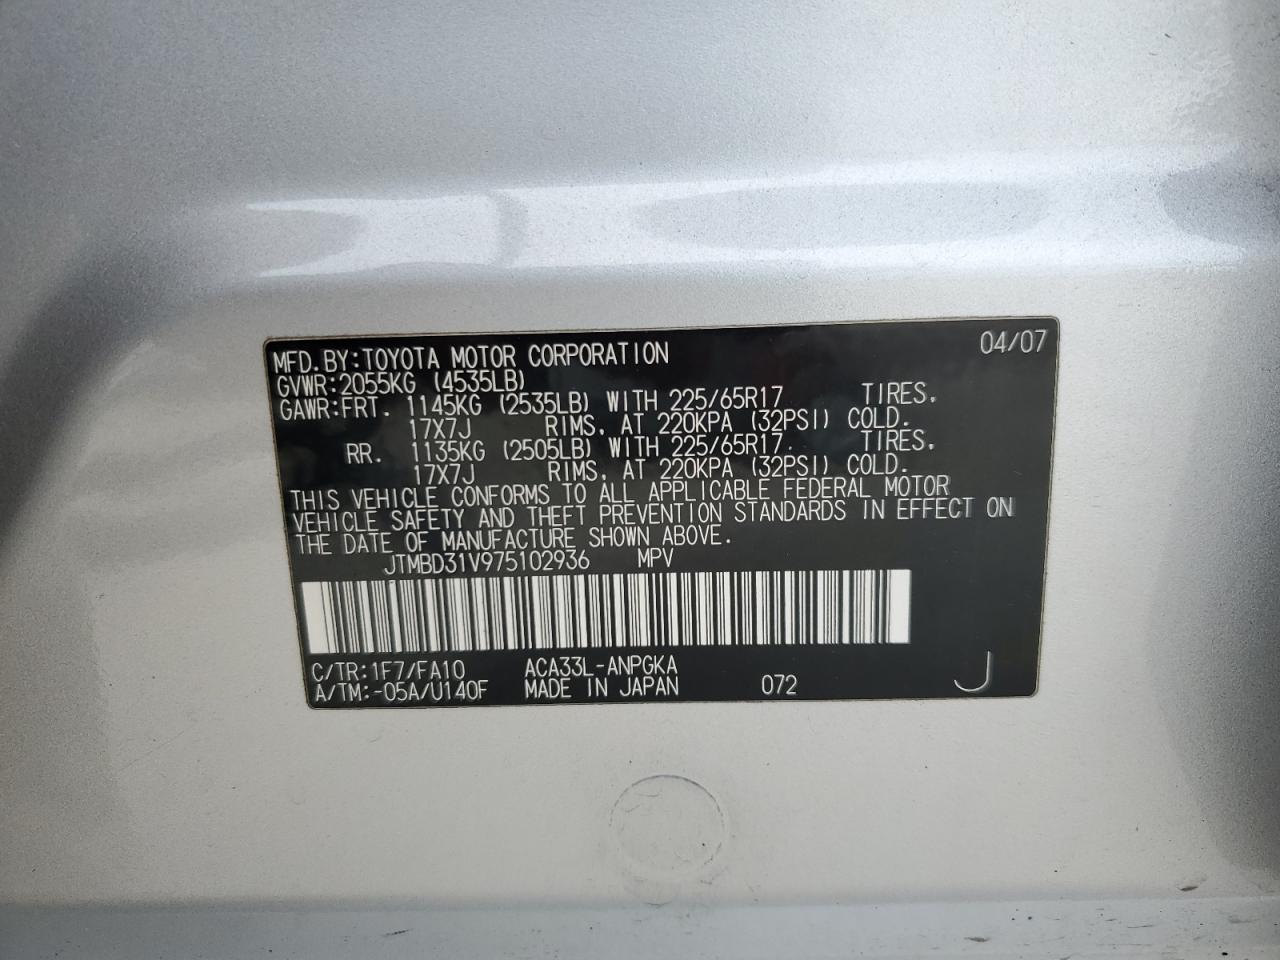 MFD.BY:TOYOTA MOTOR CORPORATION 04/07
GVWR:2055KG (4535LB)
GAWR:FRT. 1145KG (2535LB) WITH 225/65R17 TIRES,
17X7J RIMS, AT 220KPA (32PSI) COLD.
RR. 1135KG (2505LB) WITH 225/65R17 TIRES,
17X7J RIMS, AT 220KPA (32PSI) COLD.
THIS VEHICLE CONFORMS TO ALL APPLICABLE FEDERAL MOTOR
VEHICLE SAFETY AND THEFT PREVENTION STANDARDS IN EFFECT ON
THE DATE OF MANUFACTURE SHOWN ABOVE.
JTMBD31V975102936 MPV
C/TR:1F7/FA10 ACA33L-ANPGKA
A/TM:-05A/U140F MADE IN JAPAN 072 J